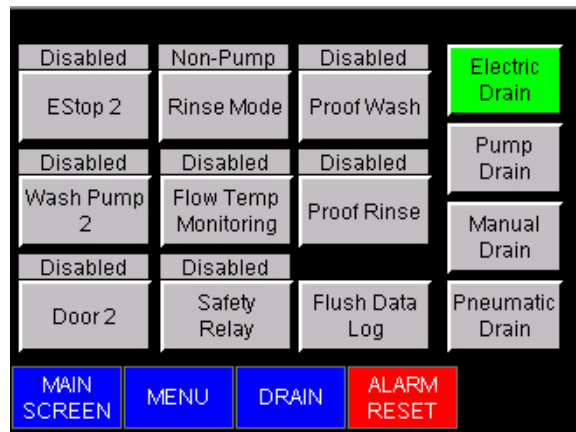 Disabled
EStop 2
Non-Pump
Rinse Mode
Disabled
Proof Wash
Electric
Drain
Disabled
Wash Pump
2
Disabled
Flow Temp
Monitoring
Disabled
Proof Rinse
Pump
Drain
Manual
Drain
Disabled
Door 2
Disabled
Safety
Relay
Flush Data
Log
Pneumatic
Drain
MAIN
SCREEN
MENU
DRAIN
ALARM
RESET